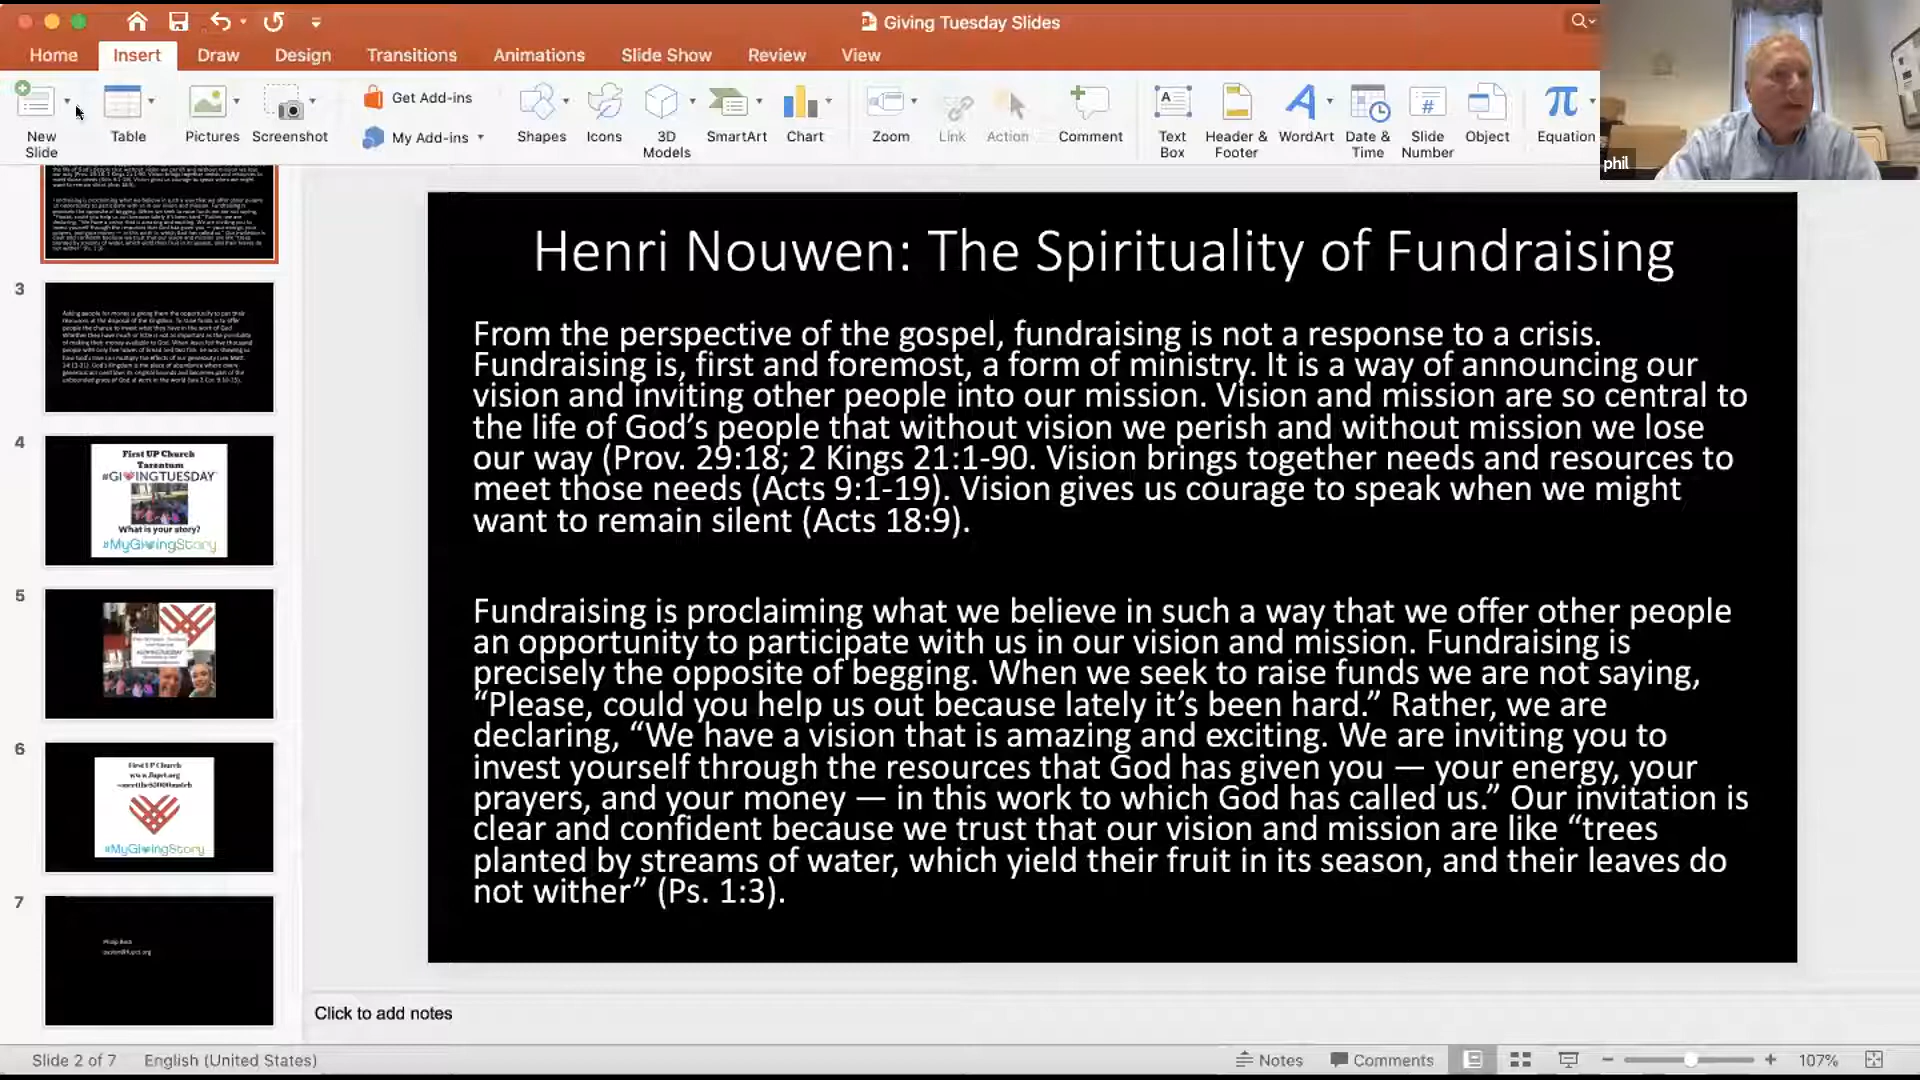 Giving Tuesday Slides
Home Insert Draw Design Transitions Animations Slide Show Review View
New Slide
Table
Pictures
Screenshot
Get Add-ins
My Add-ins
Shapes
Icons
3D Models
SmartArt
Chart
Zoom
Link
Action
Comment
Text Box
Header & Footer
WordArt
Date & Time
Slide Number
Object
π
Equation
phil
3
4
First UP Church
Tarentum
#GIVINGTUESDAY
What is your story?
#MyGivingStory
5
6
First UP Church
#MyGivingStory
7
Henri Nouwen: The Spirituality of Fundraising
From the perspective of the gospel, fundraising is not a response to a crisis.
Fundraising is, first and foremost, a form of ministry. It is a way of announcing our
vision and inviting other people into our mission. Vision and mission are so central to
the life of God’s people that without vision we perish and without mission we lose
our way (Prov. 29:18; 2 Kings 21:1-90. Vision brings together needs and resources to
meet those needs (Acts 9:1-19). Vision gives us courage to speak when we might
want to remain silent (Acts 18:9).
Fundraising is proclaiming what we believe in such a way that we offer other people
an opportunity to participate with us in our vision and mission. Fundraising is
precisely the opposite of begging. When we seek to raise funds we are not saying,
“Please, could you help us out because lately it’s been hard.” Rather, we are
declaring, “We have a vision that is amazing and exciting. We are inviting you to
invest yourself through the resources that God has given you — your energy, your
prayers, and your money — in this work to which God has called us.” Our invitation is
clear and confident because we trust that our vision and mission are like “trees
planted by streams of water, which yield their fruit in its season, and their leaves do
not wither” (Ps. 1:3).
Click to add notes
Slide 2 of 7 English (United States) Notes Comments 107%